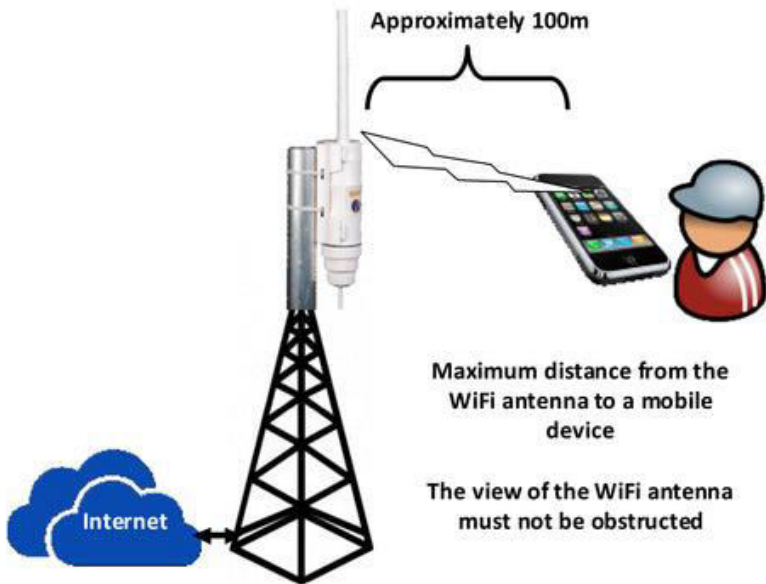 Approximately 100m
Maximum distance from the
WiFi antenna to a mobile
device
The view of the WiFi antenna
must not be obstructed
Internet